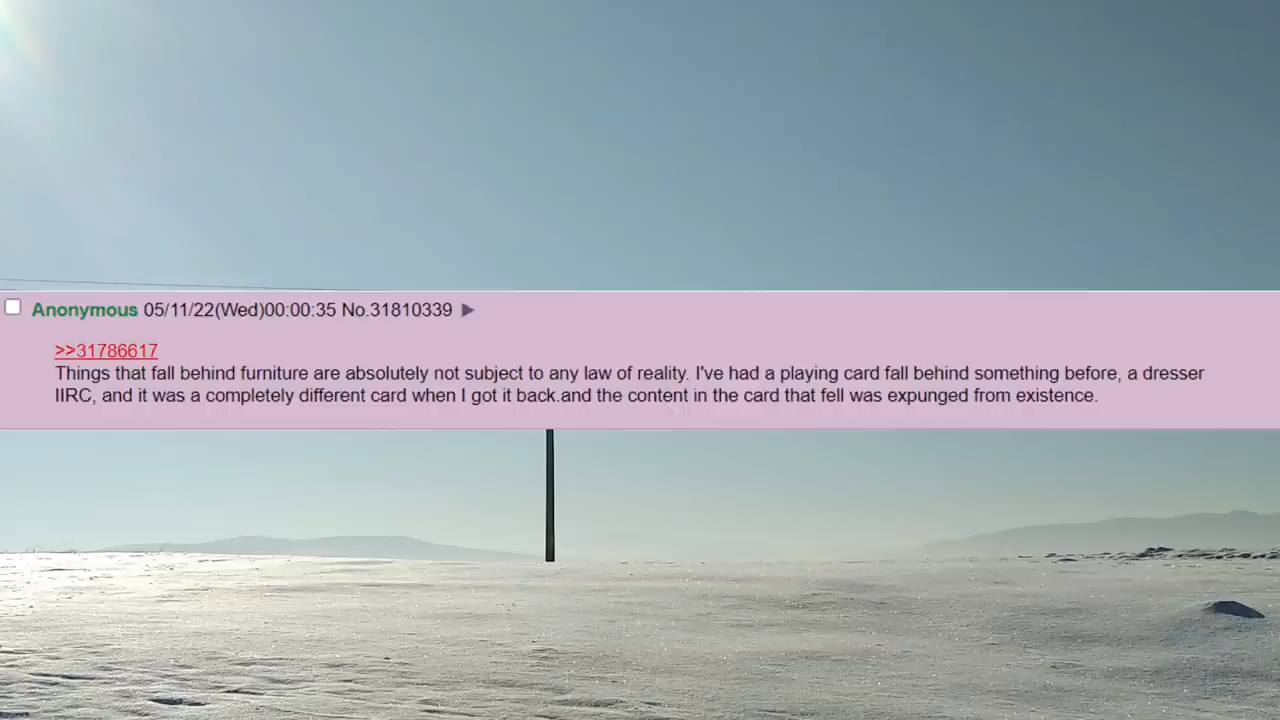 Anonymous 05/11/22(Wed)00:00:35 No.31810339 ▶
>>31786617
Things that fall behind furniture are absolutely not subject to any law of reality. I've had a playing card fall behind something before, a dresser
IIRC, and it was a completely different card when I got it back.and the content in the card that fell was expunged from existence.